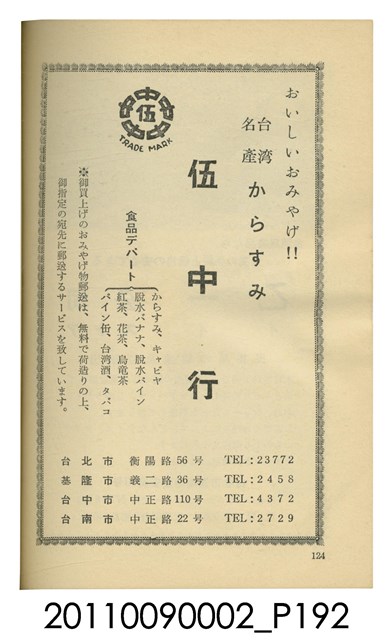 おいしいおみやげ!!
台湾
名産
からすみ
伍中行
伍
中
中
中
中
TRADE MARK
食品デパート
からすみ、キャビヤ
脱水バナナ、脱水パイン
紅茶、花茶、烏竜茶
パイン缶、台湾酒、タバコ
※御買上げのおみやげ物郵送は、無料で荷造りの上、
御指定の宛先に郵送するサービスを致しています。
台北市衡陽路56号 TEL:23772
基隆市義二路36号 TEL:2458
台中市中正路110号 TEL:4372
台南市中正路22号 TEL:2729
124
20110090002_P192